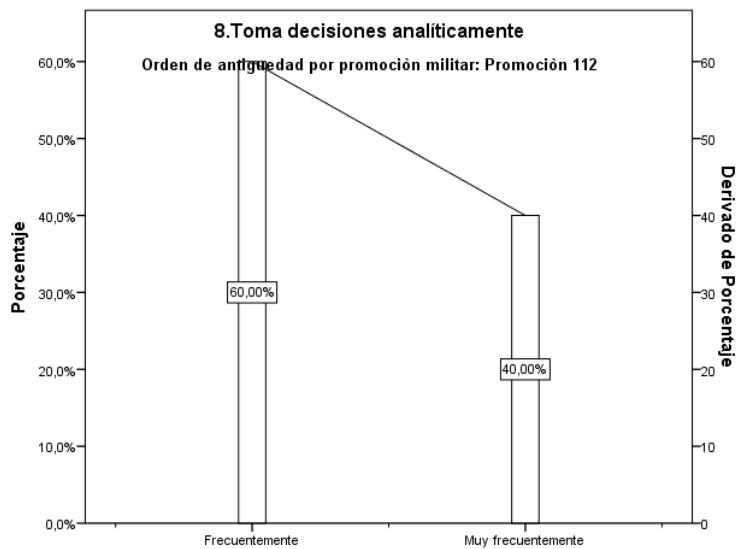 8.Toma decisiones analíticamente
Orden de antiguedad por promoción militar: Promoción 112
60,0%
50,0%
40,0%
30,0%
20,0%
10,0%
0,0%
Porcentaje
60,00%
40,00%
60
50
40
30
20
10
0
Derivado de Porcentaje
Frecuentemente
Muy frecuentemente